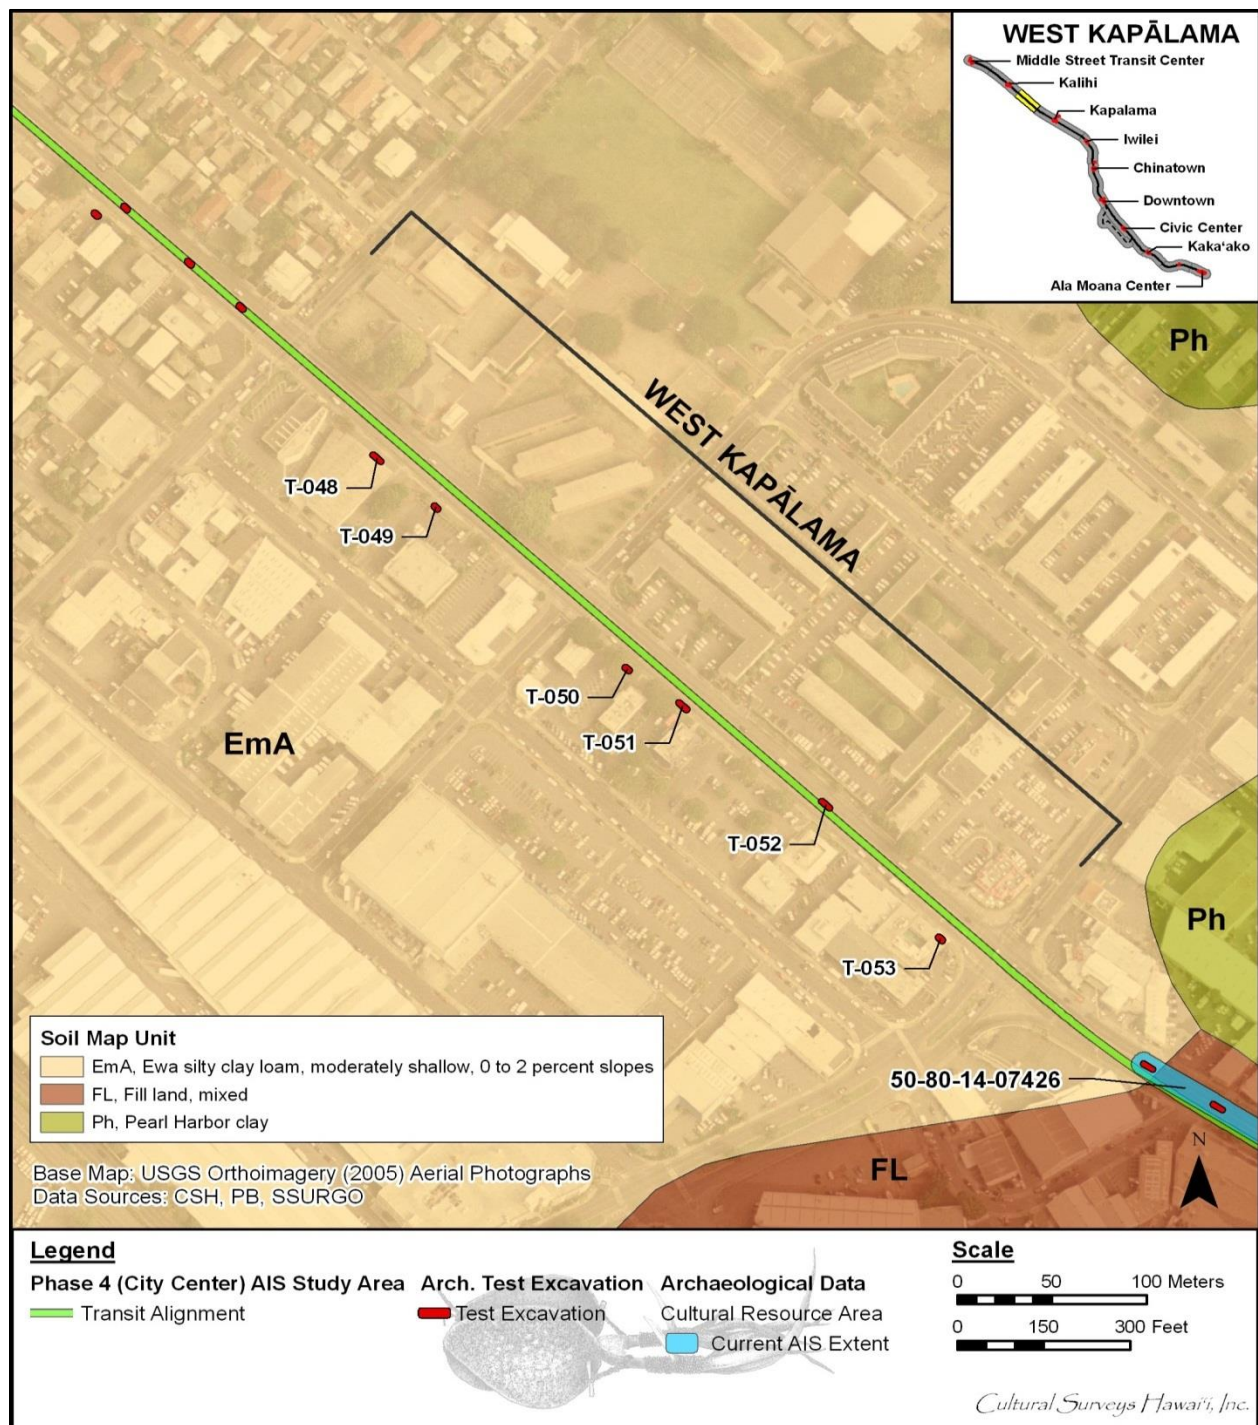 WEST KAPĀLAMA
Middle Street Transit Center
Kalihi
Kapalama
Iwilei
Chinatown
Downtown
Civic Center
Kakaʻako
Ala Moana Center
Ph
WEST KAPĀLAMA
T-048
T-049
T-050
T-051
EmA
T-052
Ph
T-053
50-80-14-07426
N
FL
Soil Map Unit
EmA, Ewa silty clay loam, moderately shallow, 0 to 2 percent slopes
FL, Fill land, mixed
Ph, Pearl Harbor clay
Base Map: USGS Orthoimagery (2005) Aerial Photographs
Data Sources: CSH, PB, SSURGO
Legend
Phase 4 (City Center) AIS Study Area
Transit Alignment
Arch. Test Excavation
Test Excavation
Archaeological Data
Cultural Resource Area
Current AIS Extent
Scale
0 50 100 Meters
0 150 300 Feet
Cultural Surveys Hawaiʻi, Inc.